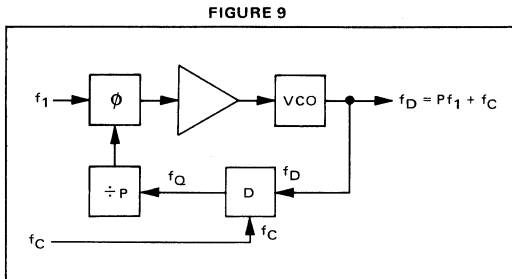 FIGURE 9
f1
ϕ
VCO
fD = Pf1 + fC
÷P
fQ
D
fD
fC
fC